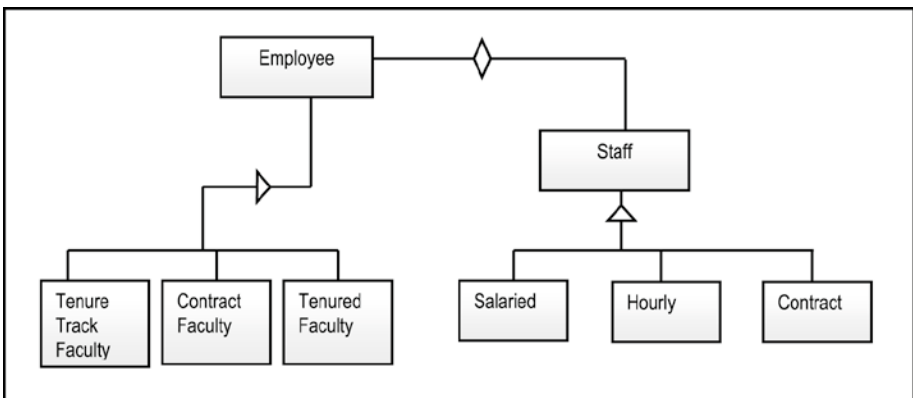 Employee
Staff
Tenure
Track
Faculty
Contract
Faculty
Tenured
Faculty
Salaried
Hourly
Contract